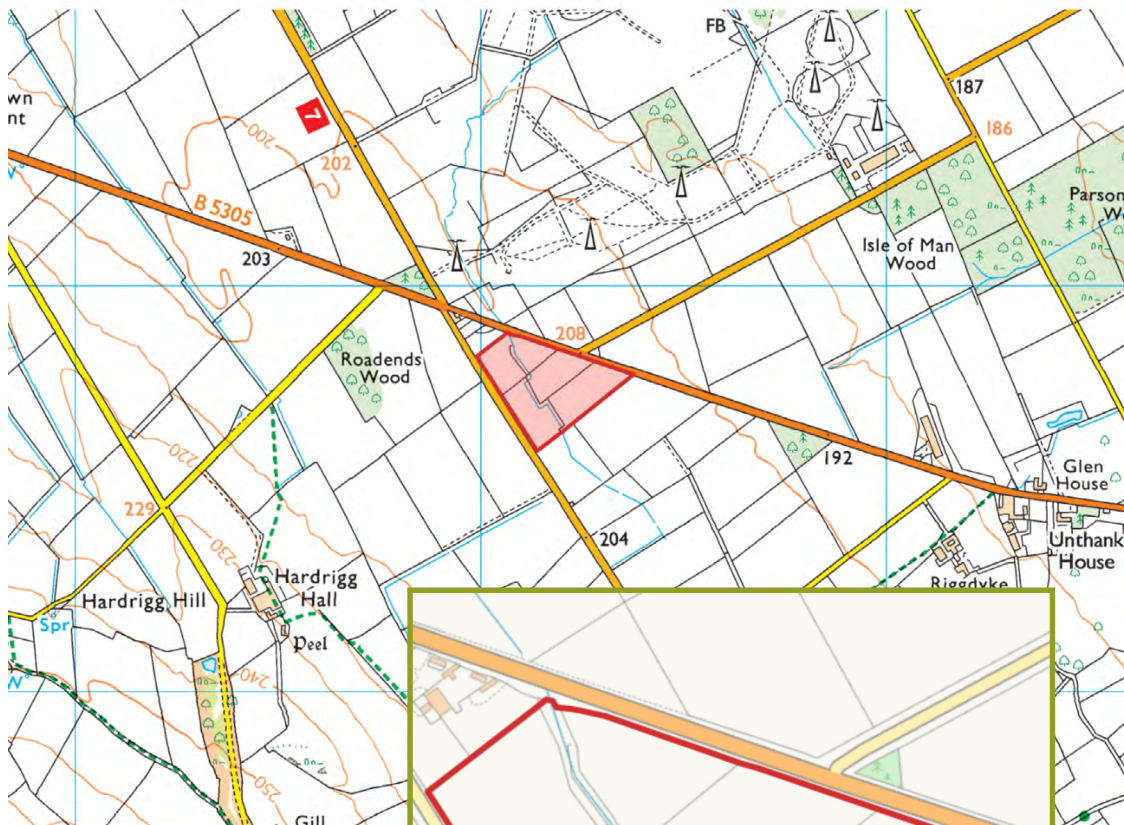 FB
187
7
200
186
202
wn
nt
W
B 5305
Parson
W
203
Isle of Man
Wood
208
Roadends
Wood
220
192
Glen
House
229
204
Unthank
House
230
Riggdyke
Hardrigg
Hall
Hardrigg Hill
Spr
Peel
240
W
250
Gill